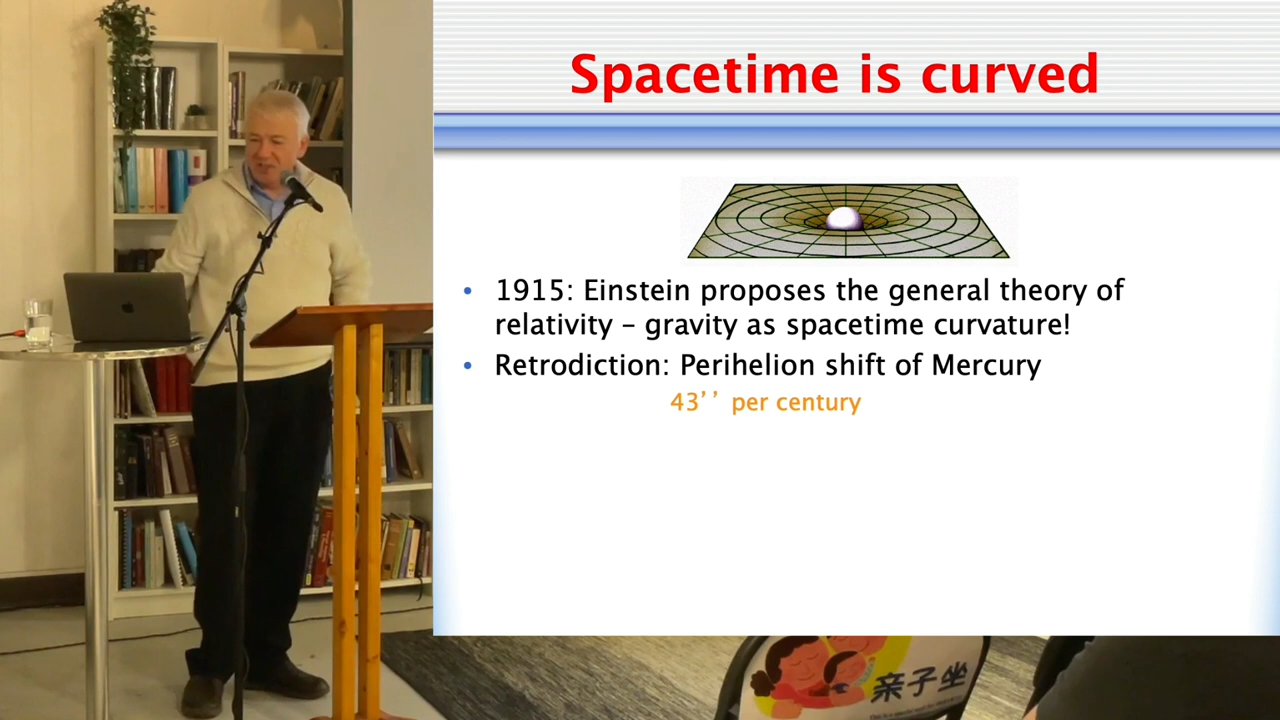 Spacetime is curved
• 1915: Einstein proposes the general theory of
relativity – gravity as spacetime curvature!
• Retrodiction: Perihelion shift of Mercury
43’’ per century
亲子坐